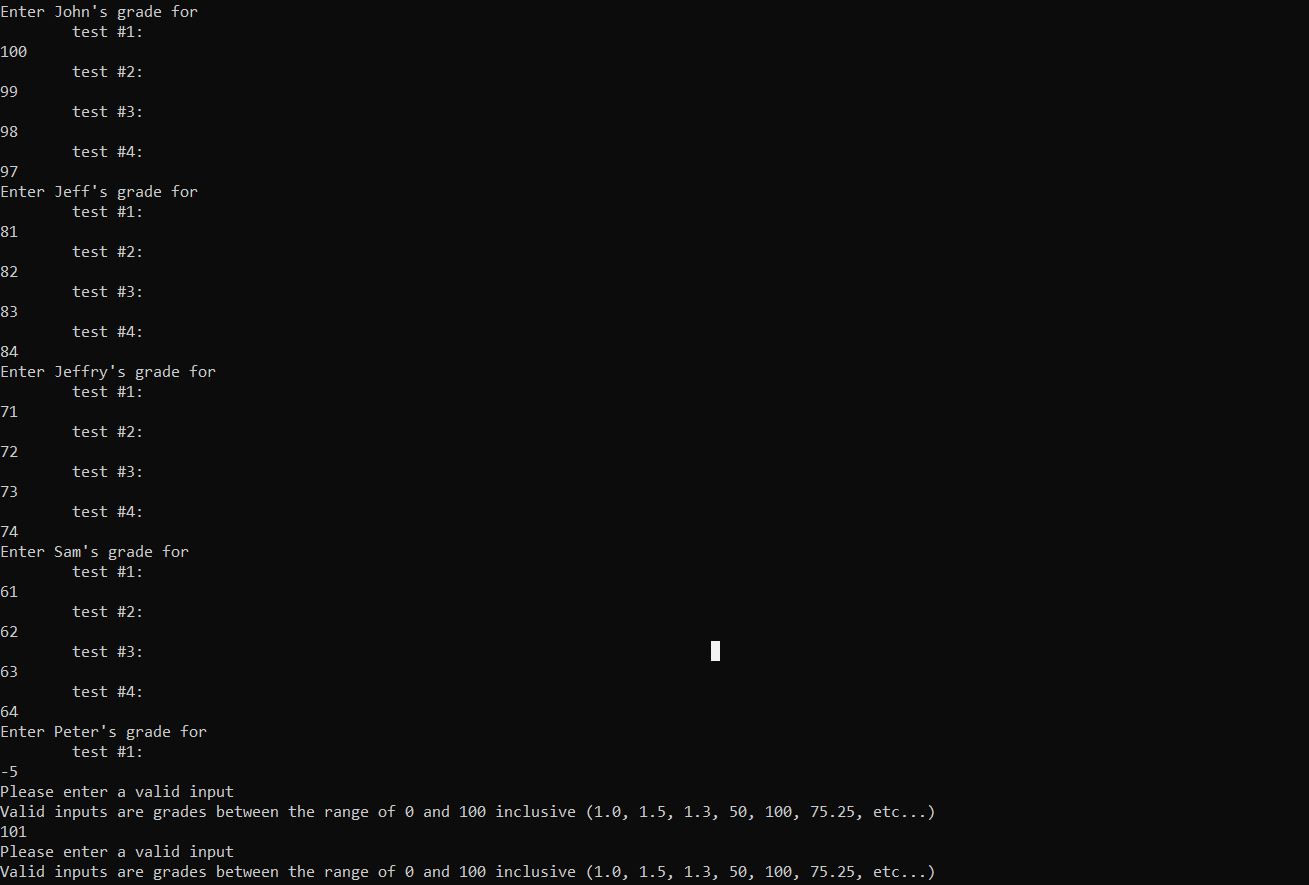 Enter John's grade for
test #1:
100
test #2:
99
test #3:
98
test #4:
97
Enter Jeff's grade for
test #1:
81
test #2:
82
test #3:
83
test #4:
84
Enter Jeffry's grade for
test #1:
71
test #2:
72
test #3:
73
test #4:
74
Enter Sam's grade for
test #1:
61
test #2:
62
test #3:
63
test #4:
64
Enter Peter's grade for
test #1:
-5
Please enter a valid input
Valid inputs are grades between the range of 0 and 100 inclusive (1.0, 1.5, 1.3, 50, 100, 75.25, etc...)
101
Please enter a valid input
Valid inputs are grades between the range of 0 and 100 inclusive (1.0, 1.5, 1.3, 50, 100, 75.25, etc...)